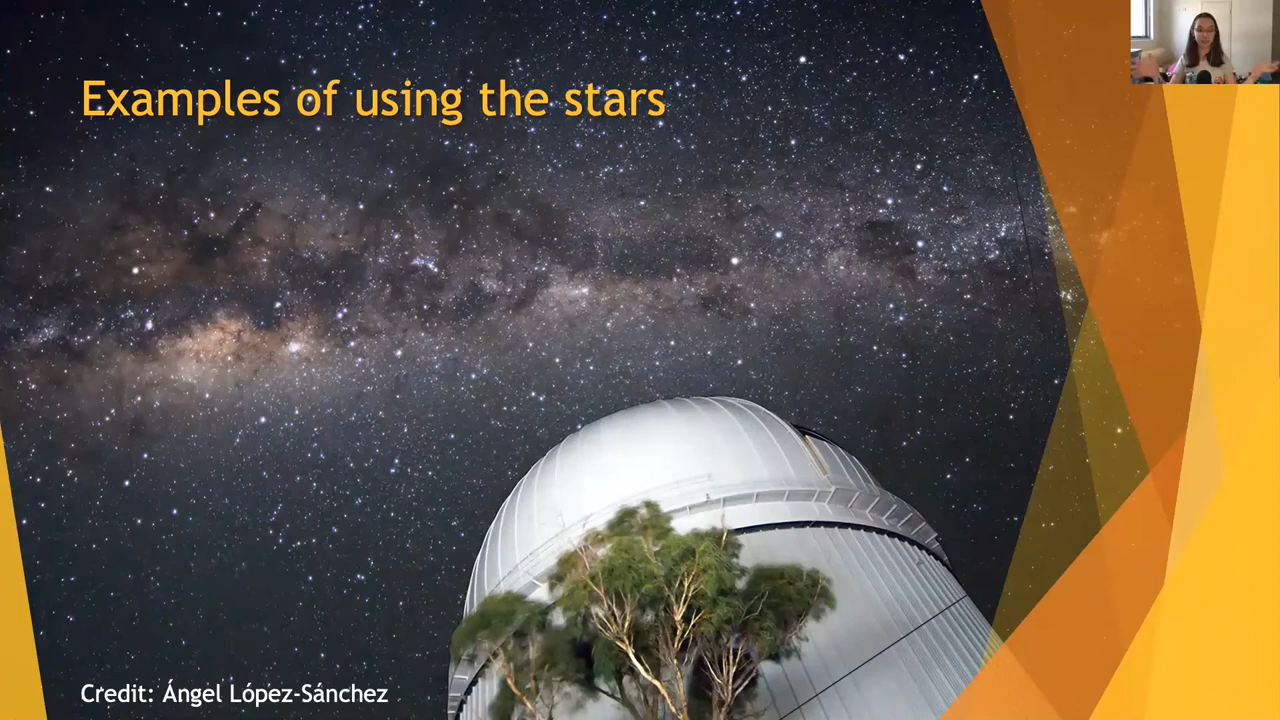 Examples of using the stars
Credit: Ángel López-Sánchez